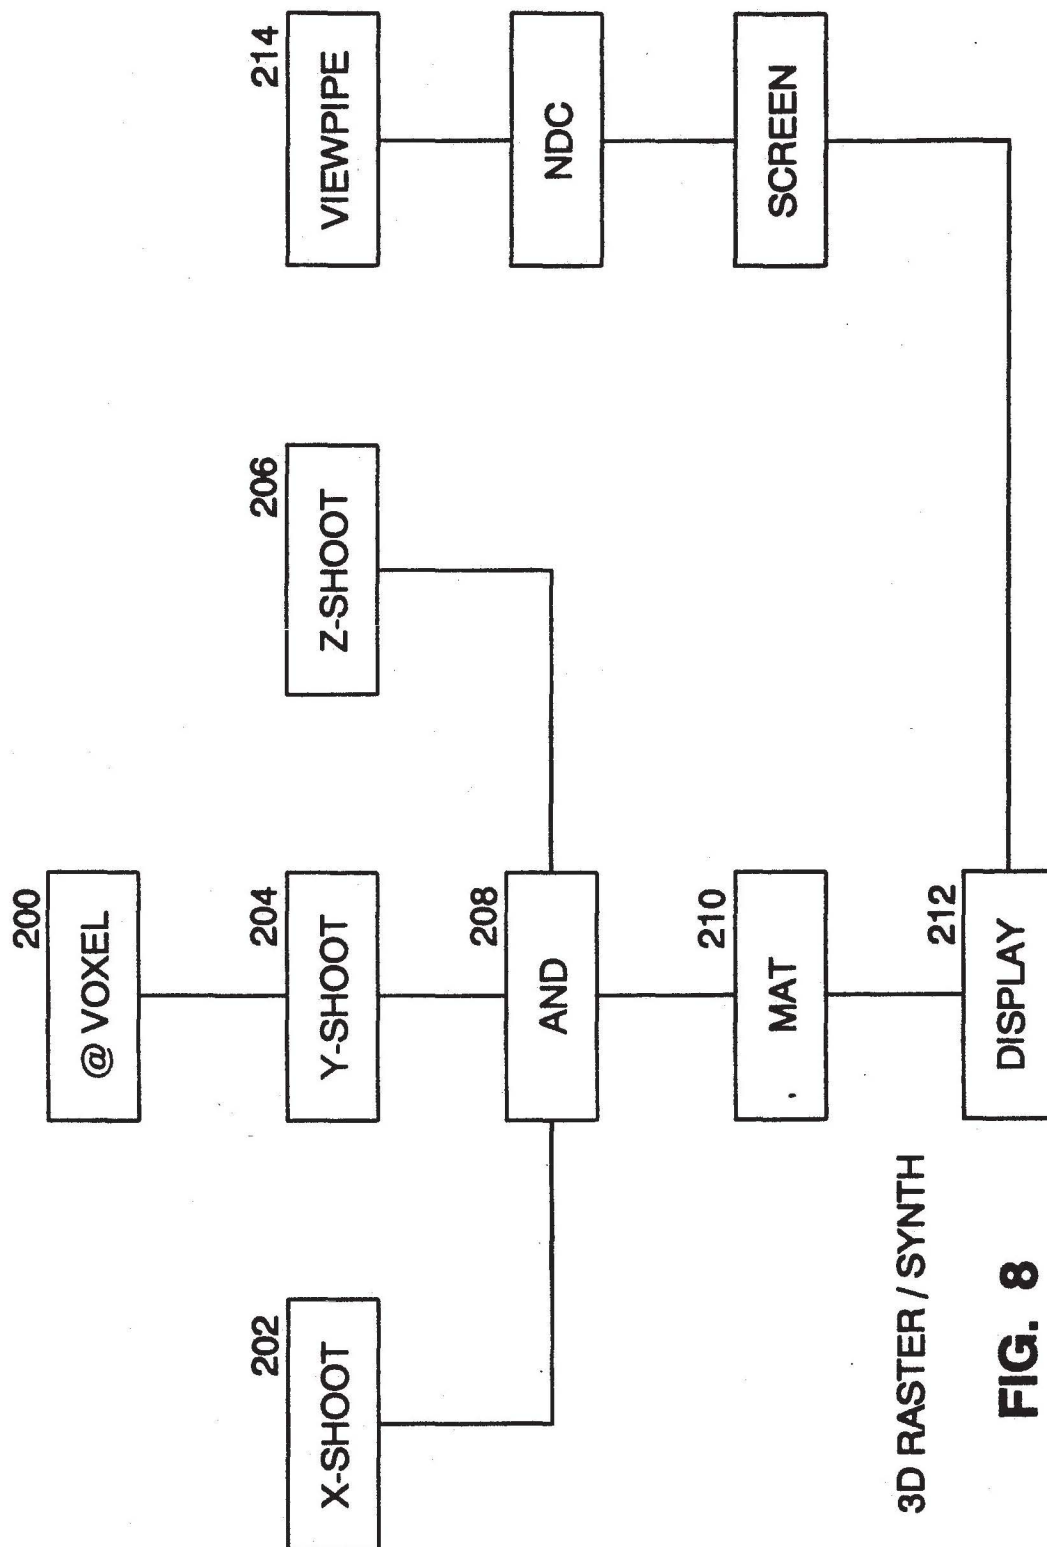 200
@ VOXEL
202
X-SHOOT
204
Y-SHOOT
206
Z-SHOOT
214
VIEWPIPE
208
AND
NDC
210
MAT
SCREEN
212
DISPLAY
3D RASTER / SYNTH
FIG. 8